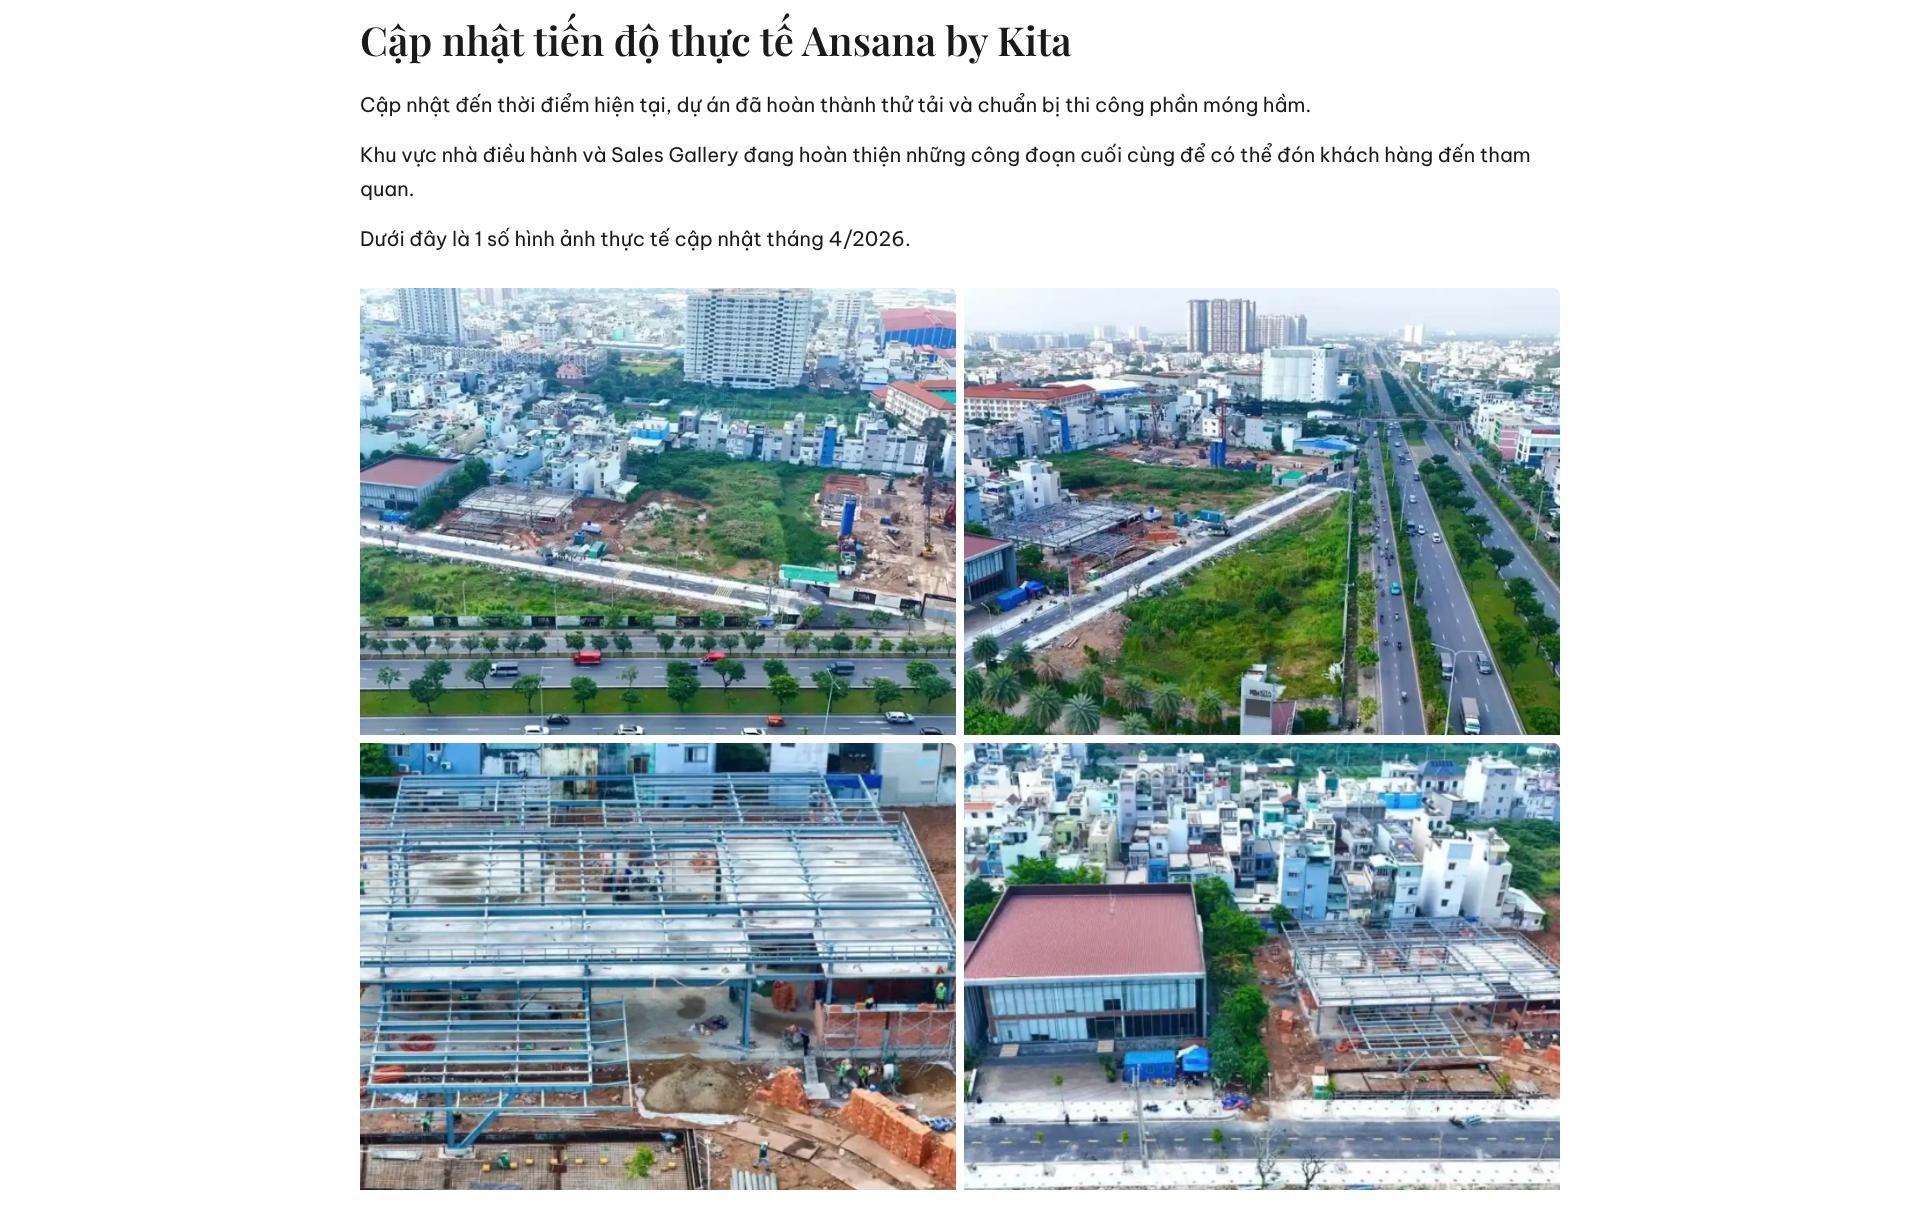 Cập nhật tiến độ thực tế Ansana by Kita
Cập nhật đến thời điểm hiện tại, dự án đã hoàn thành thử tải và chuẩn bị thi công phần móng hầm.
Khu vực nhà điều hành và Sales Gallery đang hoàn thiện những công đoạn cuối cùng để có thể đón khách hàng đến tham
quan.
Dưới đây là 1 số hình ảnh thực tế cập nhật tháng 4/2026.
KITA